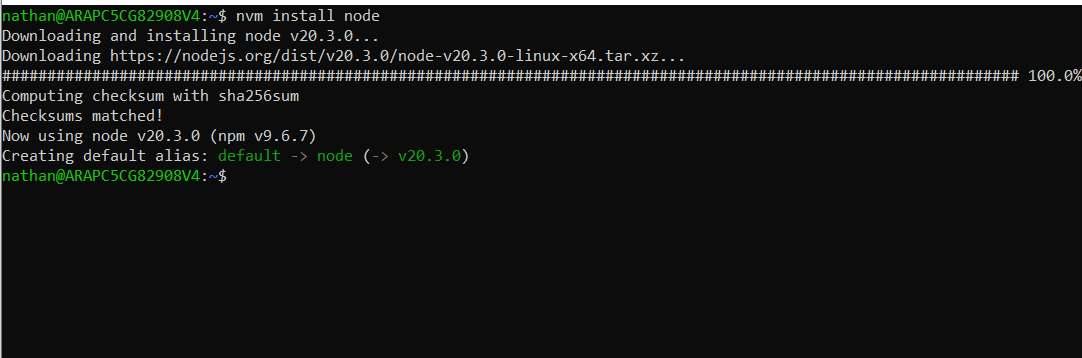 nathan@ARAPC5CG82908V4:~$ nvm install node
Downloading and installing node v20.3.0...
Downloading https://nodejs.org/dist/v20.3.0/node-v20.3.0-linux-x64.tar.xz...
################################################################################################################# 100.0%
Computing checksum with sha256sum
Checksums matched!
Now using node v20.3.0 (npm v9.6.7)
Creating default alias: default -> node (-> v20.3.0)
nathan@ARAPC5CG82908V4:~$